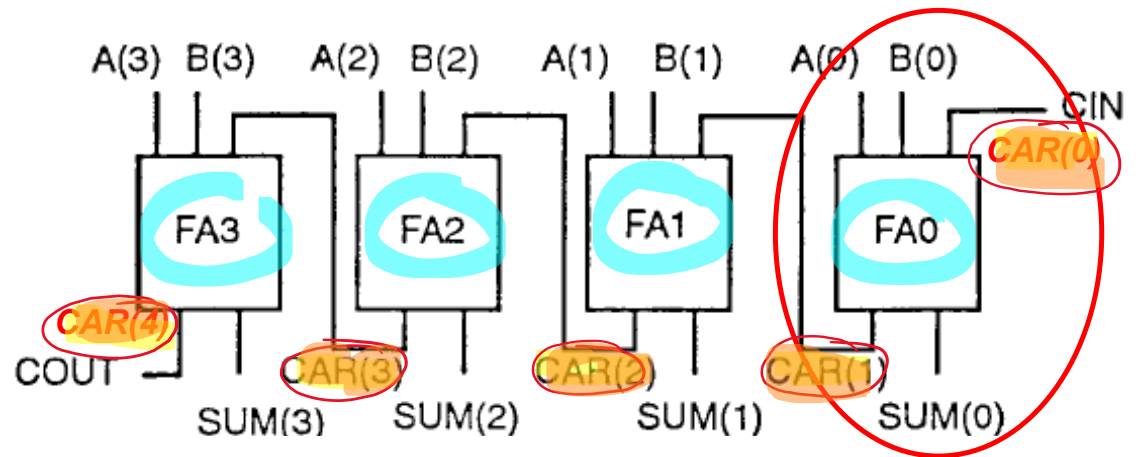 A(3) B(3) A(2) B(2) A(1) B(1) A(0) B(0)
CIN
CAR(0)
FA3 FA2 FA1 FA0
CAR(4)
COUT CAR(3) CAR(2) CAR(1)
SUM(3) SUM(2) SUM(1) SUM(0)